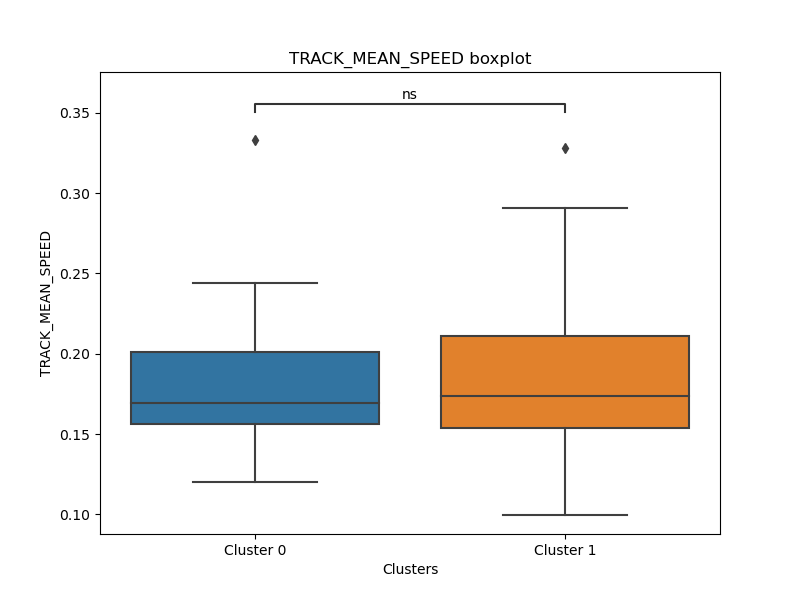 TRACK_MEAN_SPEED boxplot
ns
0.35
0.30
0.25
0.20
0.15
0.10
TRACK_MEAN_SPEED
Cluster 0
Cluster 1
Clusters